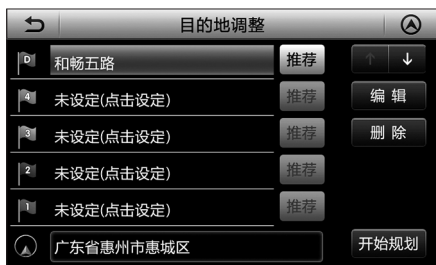 目的地调整
D 和畅五路 推荐 ↑ ↓
4 未设定(点击设定) 推荐 编辑
3 未设定(点击设定) 推荐 删除
2 未设定(点击设定) 推荐
1 未设定(点击设定) 推荐
广东省惠州市惠城区 开始规划